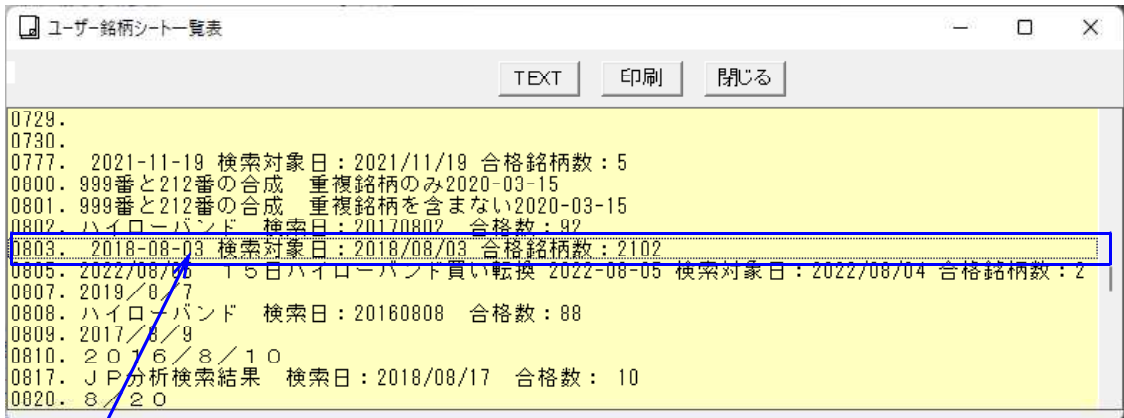 ユーザー銘柄シート一覧表
TEXT 印刷 閉じる
0729.
0730.
0777. 2021-11-19 検索対象日：2021/11/19 合格銘柄数：5
0800. 999番と212番の合成　重複銘柄のみ2020-03-15
0801. 999番と212番の合成　重複銘柄を含まない2020-03-15
0802. ハイローバンド　検索日：20170802　合格数：92
0803. 2018-08-03 検索対象日：2018/08/03 合格銘柄数：2102
0805. 2022/08/05　１５日ハイローバンド買い転換 2022-08-05 検索対象日：2022/08/04 合格銘柄数：2
0807. 2019／8／7
0808. ハイローバンド　検索日：20160808　合格数：88
0809. 2017／8／9
0810. ２０１６／８／１０
0817. ＪＰ分析検索結果　検索日：2018/08/17　合格数： 10
0820. ８／２０